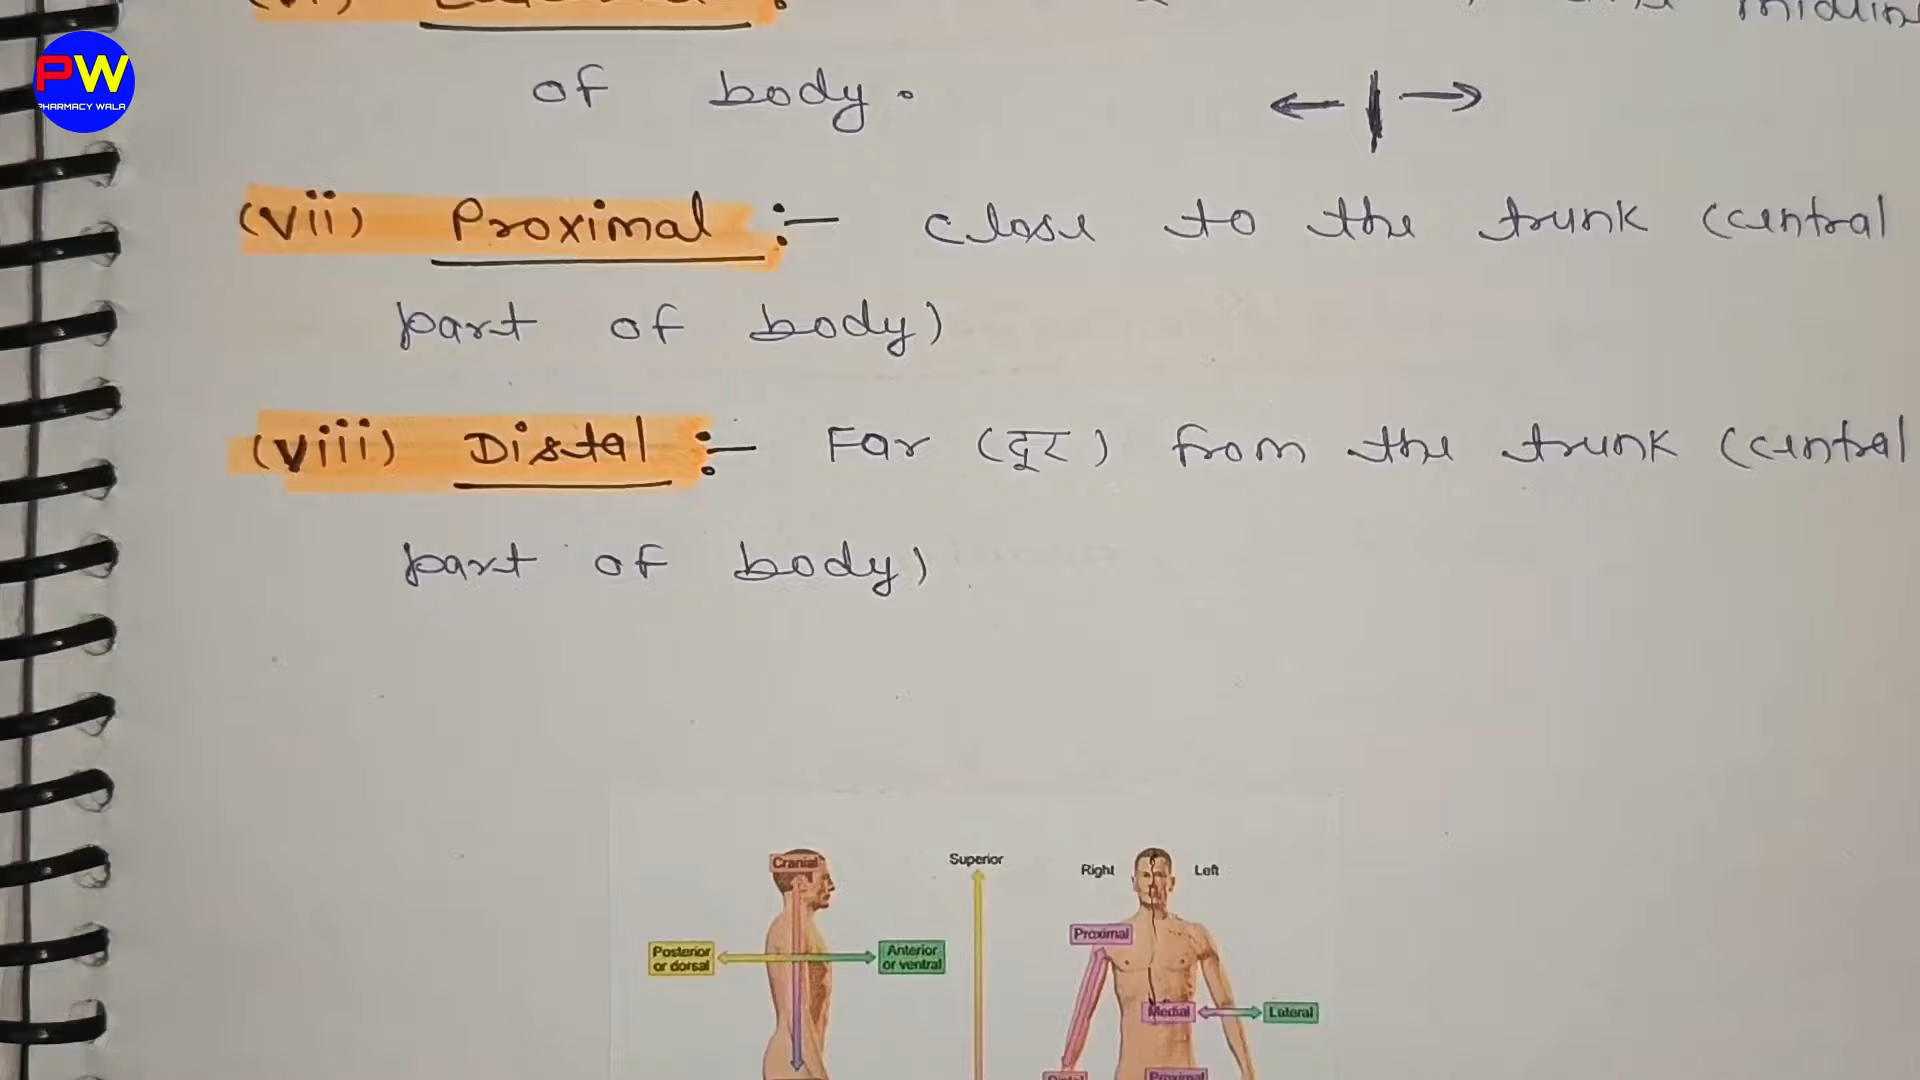 midlin
of body.
(vii) Proximal :- close to the trunk (central
part of body)
(viii) Distal :- Far (दूर) from the trunk (central
part of body)
PW
PHARMACY WALA
Cranial
Superior
Right
Left
Proximal
Posterior
or dorsal
Anterior
or ventral
Medial
Lateral
Proximal